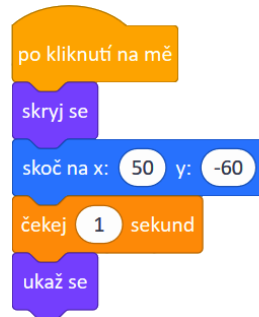 po kliknutí na mě
skryj se
skoč na x: 50 y: -60
čekej 1 sekund
ukaž se